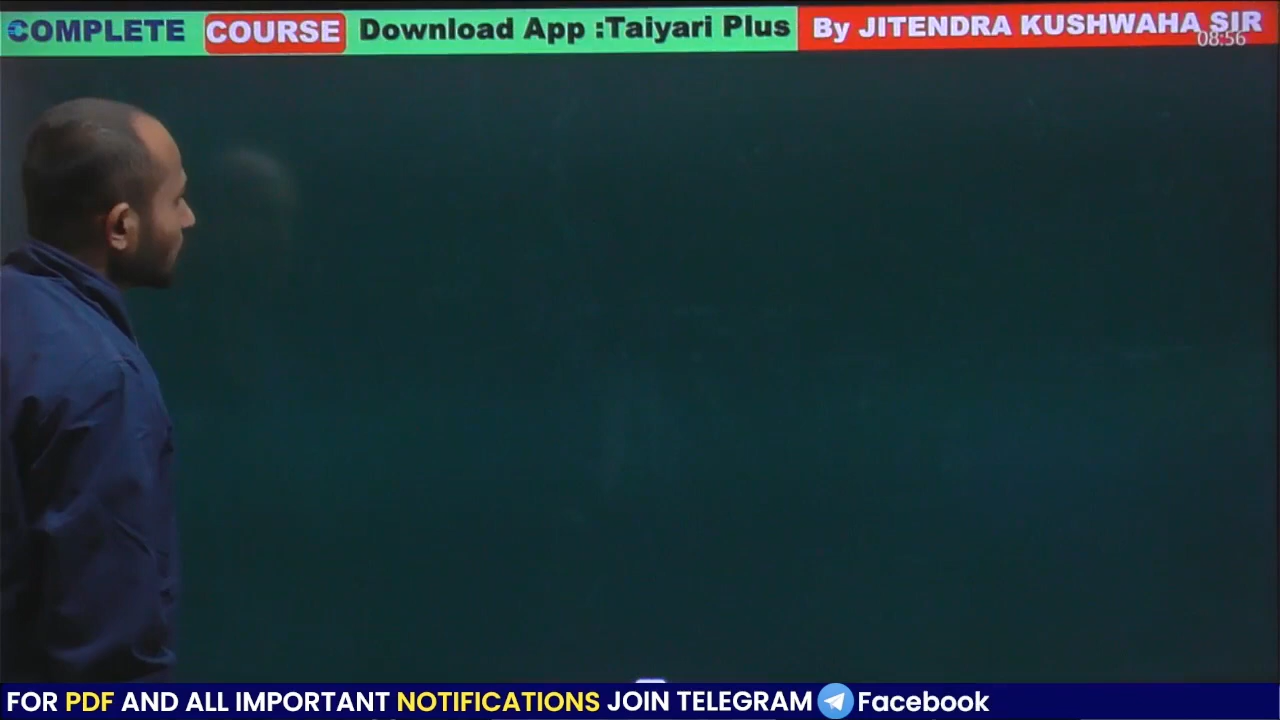 COMPLETE COURSE Download App :Taiyari Plus By JITENDRA KUSHWAHA SIR
08:56
FOR PDF AND ALL IMPORTANT NOTIFICATIONS JOIN TELEGRAM Facebook